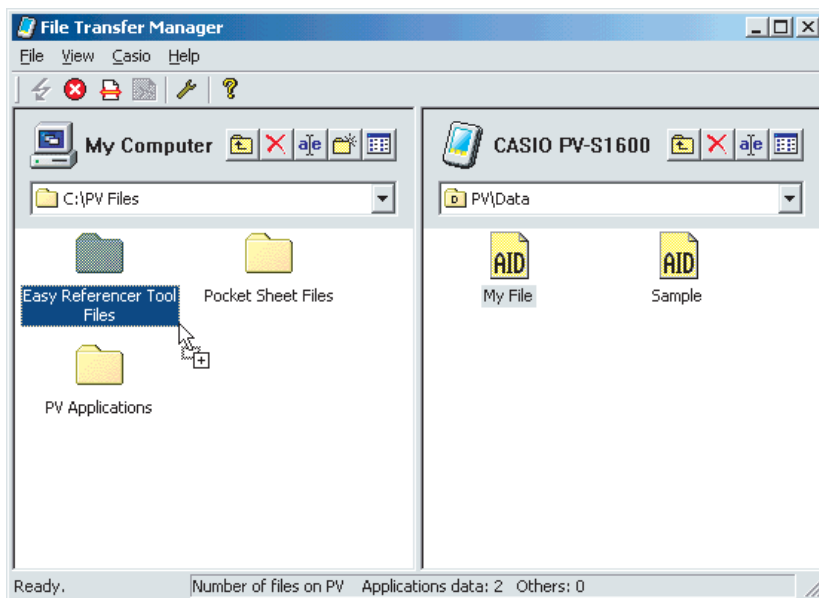 File Transfer Manager
File View Casio Help
My Computer
aʃe
CASIO PV-S1600
aʃe
C:\PV Files
D PV\Data
Easy Referencer Tool
Files
Pocket Sheet Files
PV Applications
AID
My File
AID
Sample
Ready.
Number of files on PV Applications data: 2 Others: 0